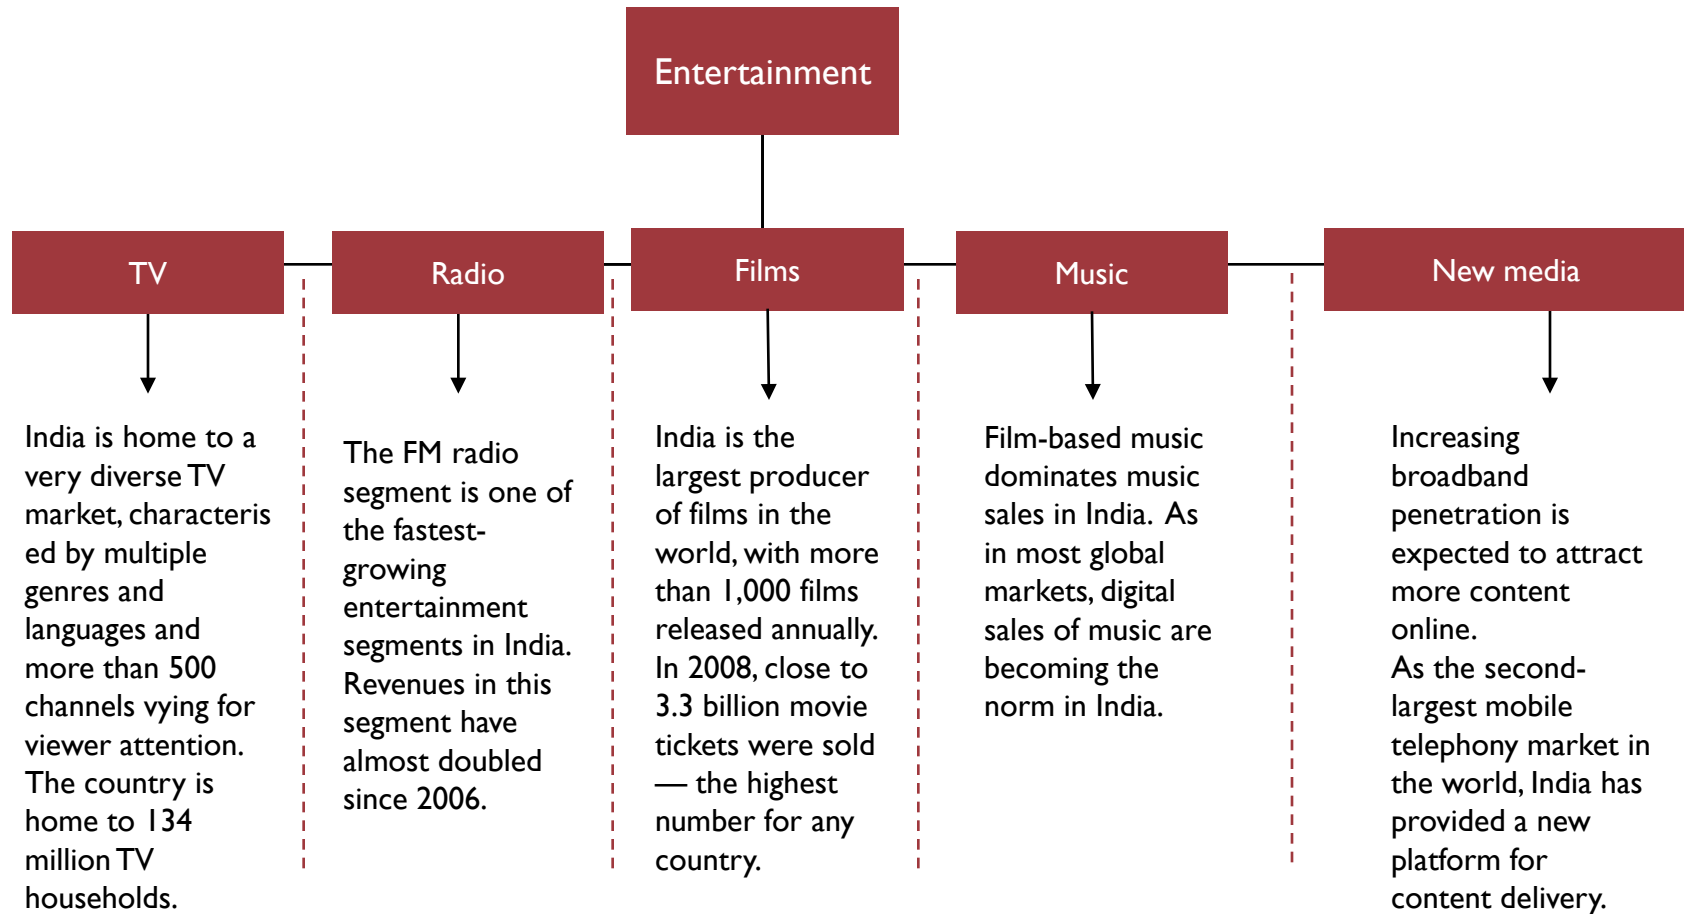 Entertainment
TV
Radio
Films
Music
New media
India is home to a
very diverse TV
market, characteris
ed by multiple
genres and
languages and
more than 500
channels vying for
viewer attention.
The country is
home to 134
million TV
households.
The FM radio
segment is one of
the fastest-
growing
entertainment
segments in India.
Revenues in this
segment have
almost doubled
since 2006.
India is the
largest producer
of films in the
world, with more
than 1,000 films
released annually.
In 2008, close to
3.3 billion movie
tickets were sold
— the highest
number for any
country.
Film-based music
dominates music
sales in India. As
in most global
markets, digital
sales of music are
becoming the
norm in India.
Increasing
broadband
penetration is
expected to attract
more content
online.
As the second-
largest mobile
telephony market in
the world, India has
provided a new
platform for
content delivery.